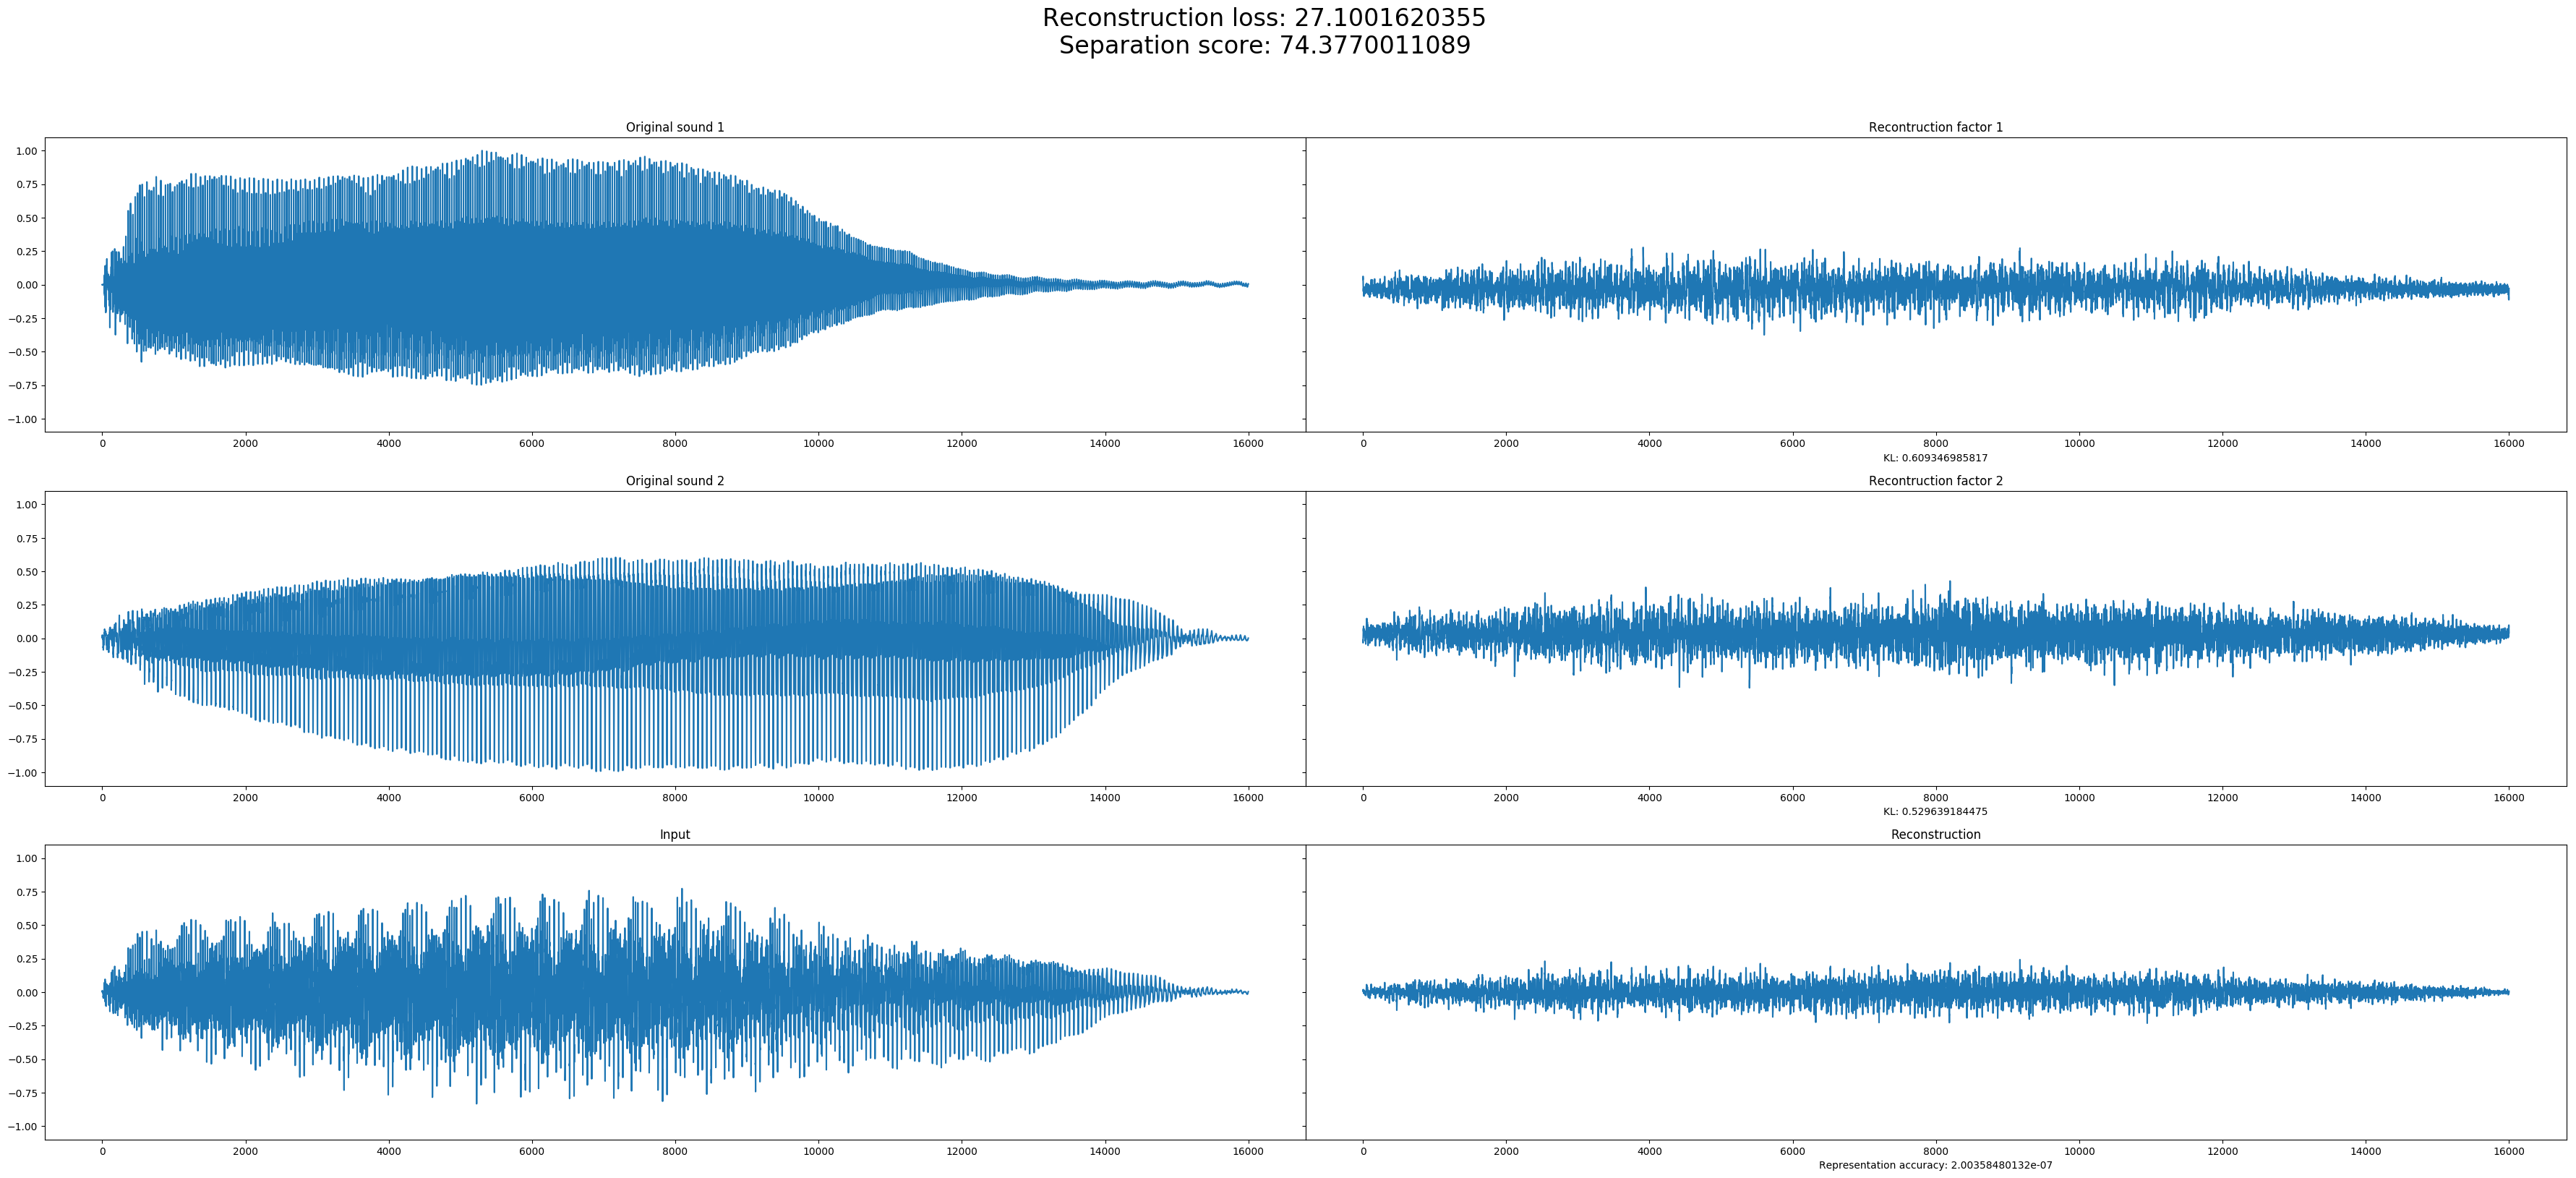 Reconstruction loss: 27.1001620355
Separation score: 74.3770011089
Original sound 1
Recontruction factor 1
1.00
0.75
0.50
0.25
0.00
−0.25
−0.50
−0.75
−1.00
0 2000 4000 6000 8000 10000 12000 14000 16000
0 2000 4000 6000 8000 10000 12000 14000 16000
KL: 0.609346985817
Original sound 2
Recontruction factor 2
1.00
0.75
0.50
0.25
0.00
−0.25
−0.50
−0.75
−1.00
0 2000 4000 6000 8000 10000 12000 14000 16000
0 2000 4000 6000 8000 10000 12000 14000 16000
KL: 0.529639184475
Input
Reconstruction
1.00
0.75
0.50
0.25
0.00
−0.25
−0.50
−0.75
−1.00
0 2000 4000 6000 8000 10000 12000 14000 16000
0 2000 4000 6000 8000 10000 12000 14000 16000
Representation accuracy: 2.00358480132e-07